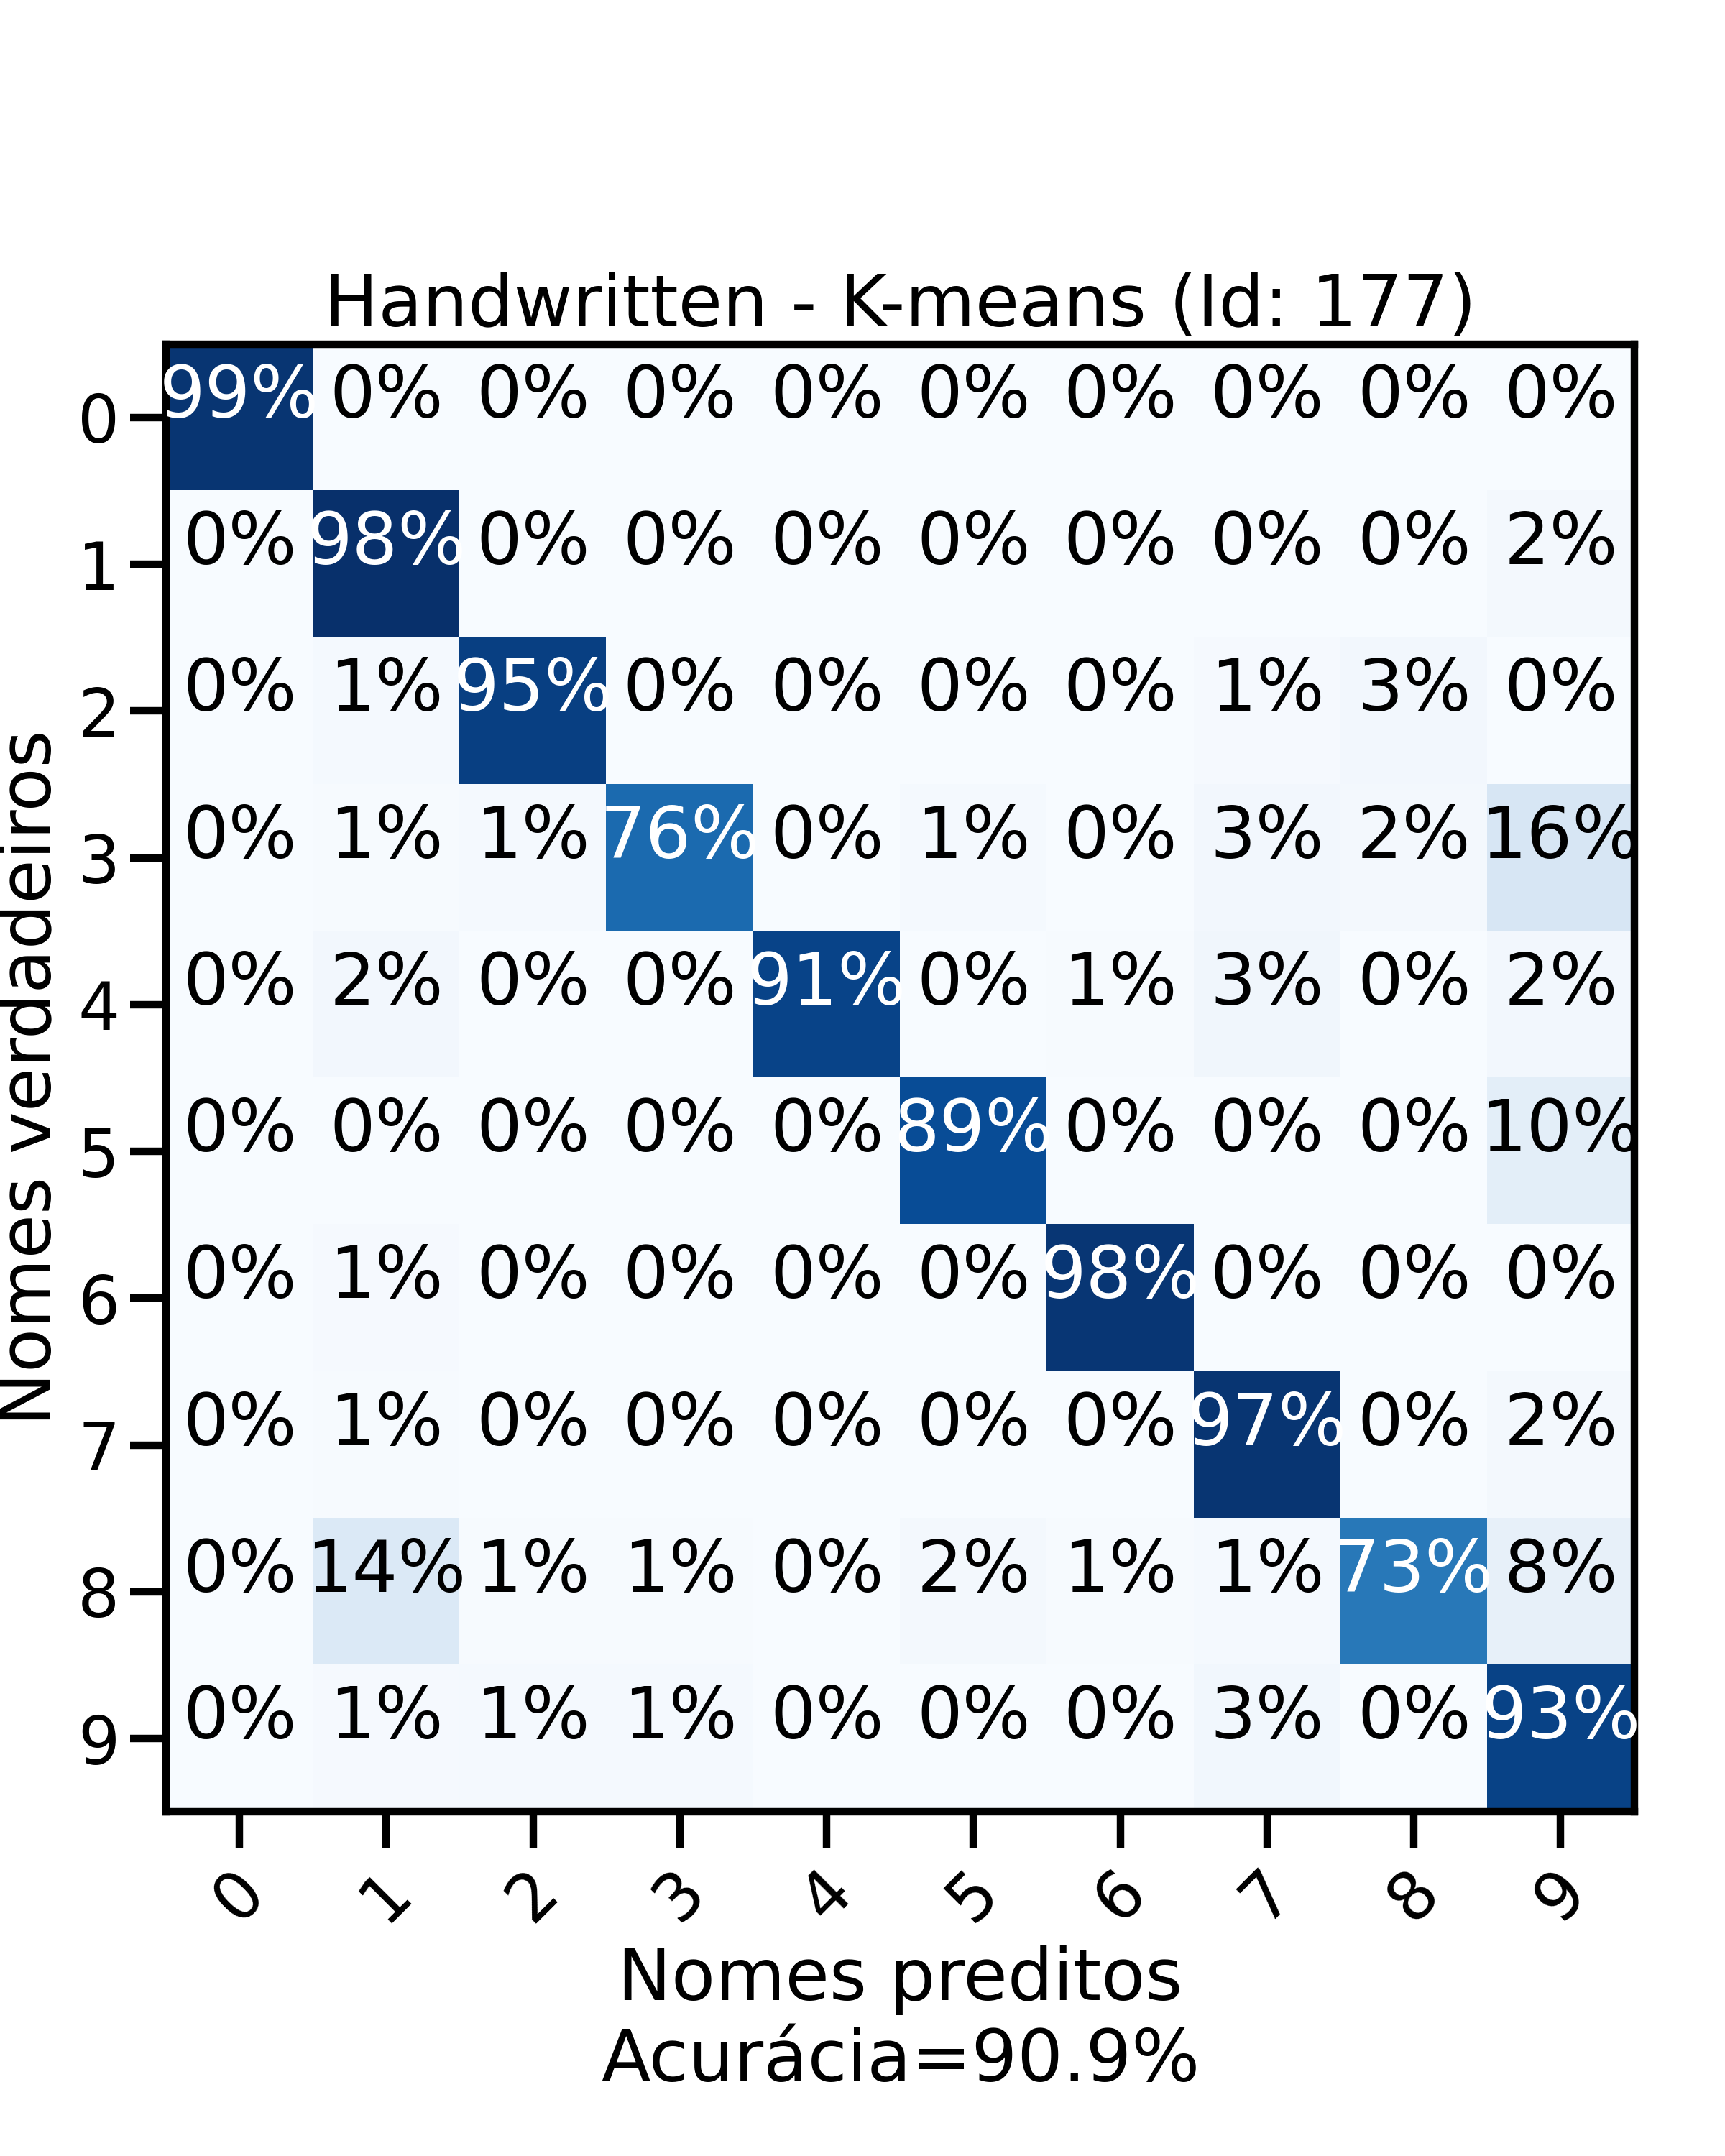 Handwritten - K-means (Id: 177)
0 99% 0% 0% 0% 0% 0% 0% 0% 0% 0%
1 0% 98% 0% 0% 0% 0% 0% 0% 0% 2%
2 0% 1% 95% 0% 0% 0% 0% 1% 3% 0%
3 0% 1% 1% 76% 0% 1% 0% 3% 2% 16%
4 0% 2% 0% 0% 91% 0% 1% 3% 0% 2%
5 0% 0% 0% 0% 0% 89% 0% 0% 0% 10%
6 0% 1% 0% 0% 0% 0% 98% 0% 0% 0%
7 0% 1% 0% 0% 0% 0% 0% 97% 0% 2%
8 0% 14% 1% 1% 0% 2% 1% 1% 73% 8%
9 0% 1% 1% 1% 0% 0% 0% 3% 0% 93%
Nomes verdadeiros
0 1 2 3 4 5 6 7 8 9
Nomes preditos
Acurácia=90.9%